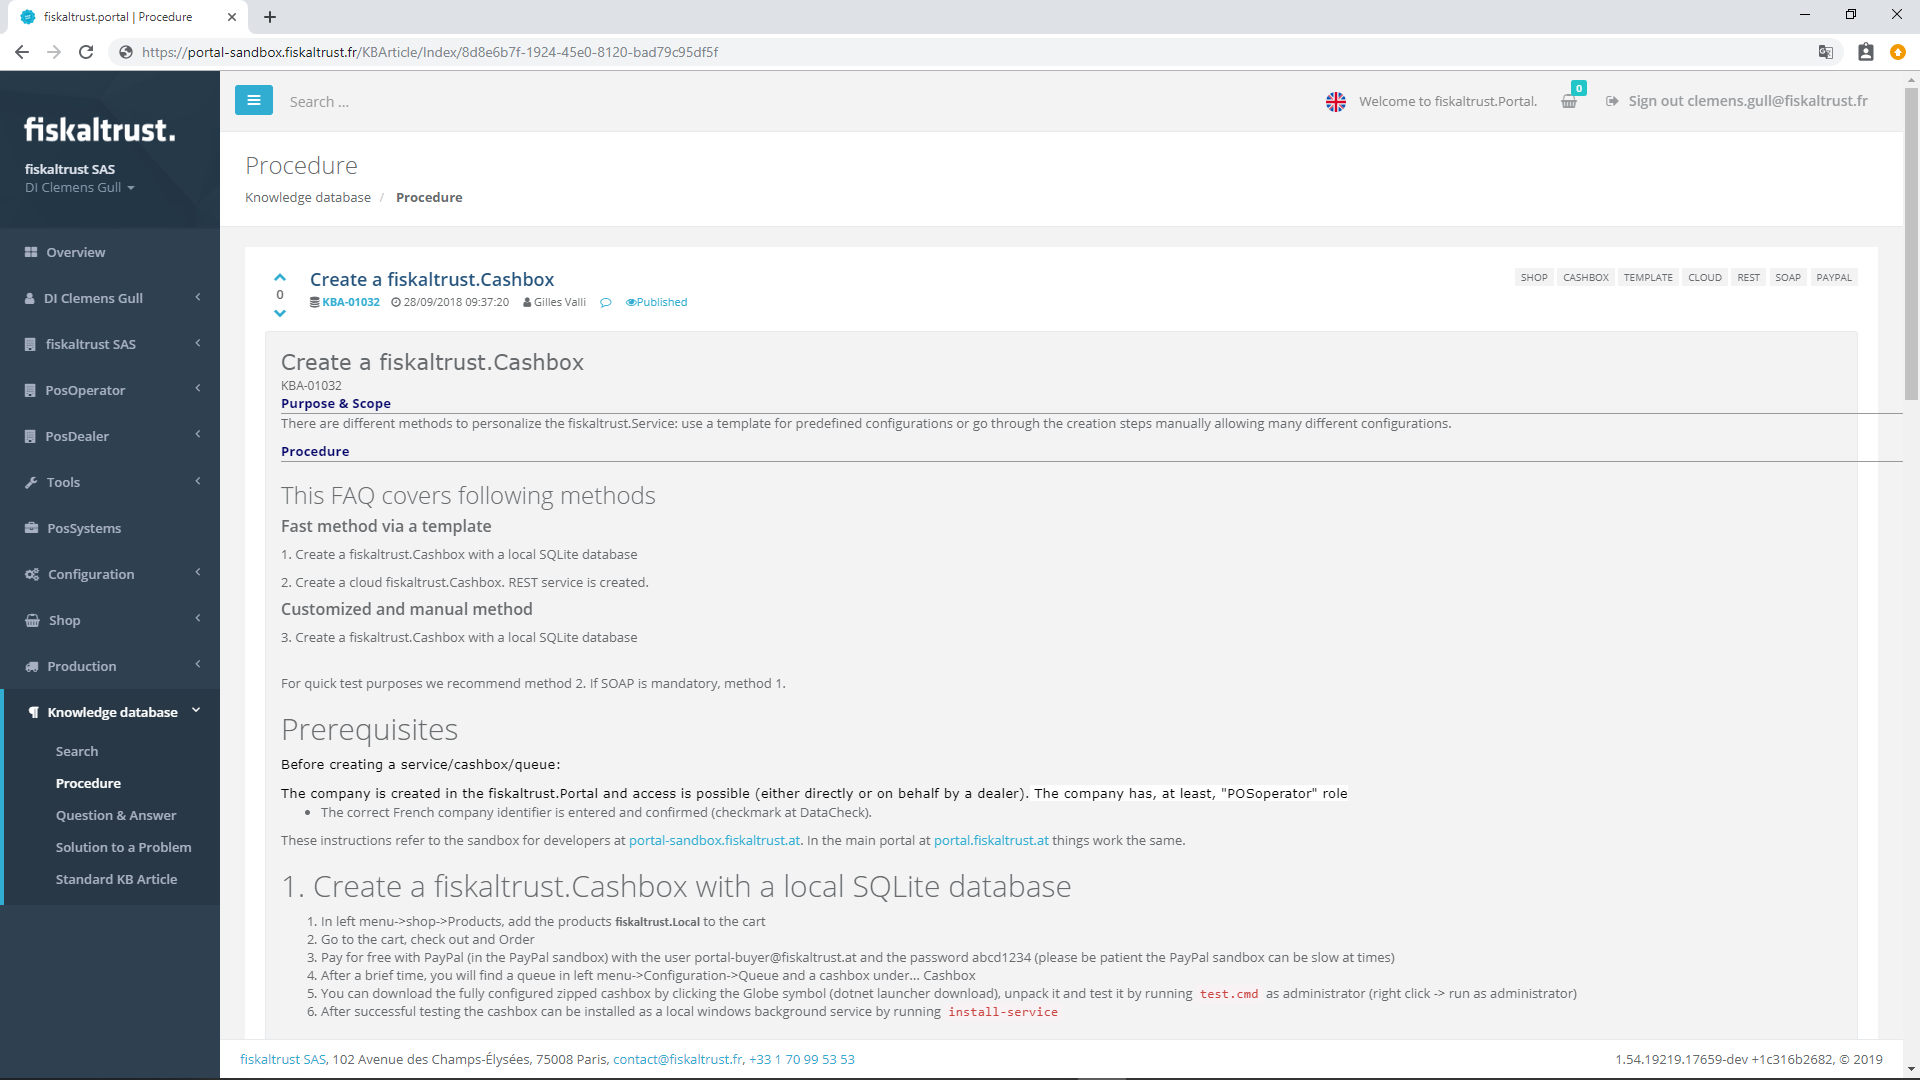 fiskaltrust.portal | Procedure
https://portal-sandbox.fiskaltrust.fr/KBArticle/Index/8d8e6b7f-1924-45e0-8120-bad79c95df5f
fiskaltrust.
fiskaltrust SAS
DI Clemens Gull
Overview
DI Clemens Gull
fiskaltrust SAS
PosOperator
PosDealer
Tools
PosSystems
Configuration
Shop
Production
Knowledge database
Search
Procedure
Question & Answer
Solution to a Problem
Standard KB Article
Search ...
Welcome to fiskaltrust.Portal.
0
Sign out clemens.gull@fiskaltrust.fr
Procedure
Knowledge database / Procedure
0
Create a fiskaltrust.Cashbox
KBA-01032 28/09/2018 09:37:20 Gilles Valli Published
SHOP CASHBOX TEMPLATE CLOUD REST SOAP PAYPAL
Create a fiskaltrust.Cashbox
KBA-01032
Purpose & Scope
There are different methods to personalize the fiskaltrust.Service: use a template for predefined configurations or go through the creation steps manually allowing many different configurations.
Procedure
This FAQ covers following methods
Fast method via a template
1. Create a fiskaltrust.Cashbox with a local SQLite database
2. Create a cloud fiskaltrust.Cashbox. REST service is created.
Customized and manual method
3. Create a fiskaltrust.Cashbox with a local SQLite database
For quick test purposes we recommend method 2. If SOAP is mandatory, method 1.
Prerequisites
Before creating a service/cashbox/queue:
The company is created in the fiskaltrust.Portal and access is possible (either directly or on behalf by a dealer). The company has, at least, "POSoperator" role
• The correct French company identifier is entered and confirmed (checkmark at DataCheck).
These instructions refer to the sandbox for developers at portal-sandbox.fiskaltrust.at. In the main portal at portal.fiskaltrust.at things work the same.
1. Create a fiskaltrust.Cashbox with a local SQLite database
1. In left menu->shop->Products, add the products fiskaltrust.Local to the cart
2. Go to the cart, check out and Order
3. Pay for free with PayPal (in the PayPal sandbox) with the user portal-buyer@fiskaltrust.at and the password abcd1234 (please be patient the PayPal sandbox can be slow at times)
4. After a brief time, you will find a queue in left menu->Configuration->Queue and a cashbox under... Cashbox
5. You can download the fully configured zipped cashbox by clicking the Globe symbol (dotnet launcher download), unpack it and test it by running test.cmd as administrator (right click -> run as administrator)
6. After successful testing the cashbox can be installed as a local windows background service by running install-service
fiskaltrust SAS, 102 Avenue des Champs-Élysées, 75008 Paris, contact@fiskaltrust.fr, +33 1 70 99 53 53
1.54.19219.17659-dev +1c316b2682, © 2019